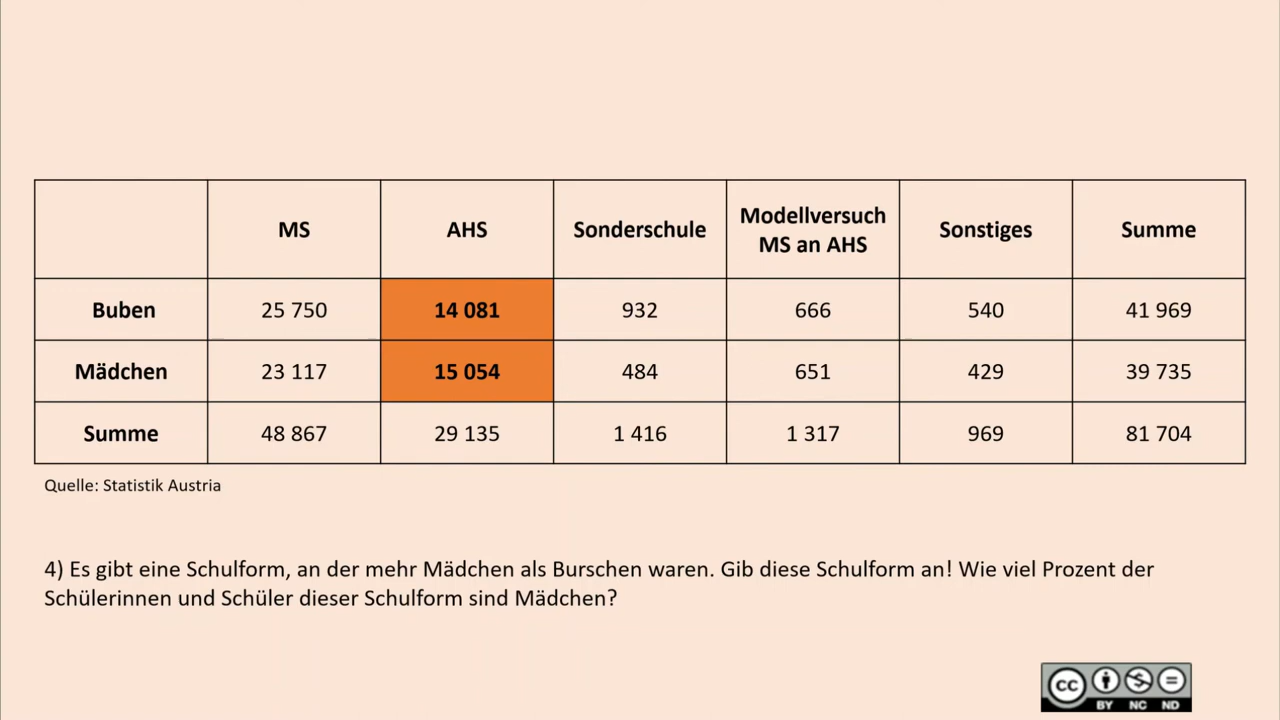 MS AHS Sonderschule Modellversuch MS an AHS Sonstiges Summe
Buben 25 750 14 081 932 666 540 41 969
Mädchen 23 117 15 054 484 651 429 39 735
Summe 48 867 29 135 1 416 1 317 969 81 704
Quelle: Statistik Austria
4) Es gibt eine Schulform, an der mehr Mädchen als Burschen waren. Gib diese Schulform an! Wie viel Prozent der
Schülerinnen und Schüler dieser Schulform sind Mädchen?
cc BY NC ND